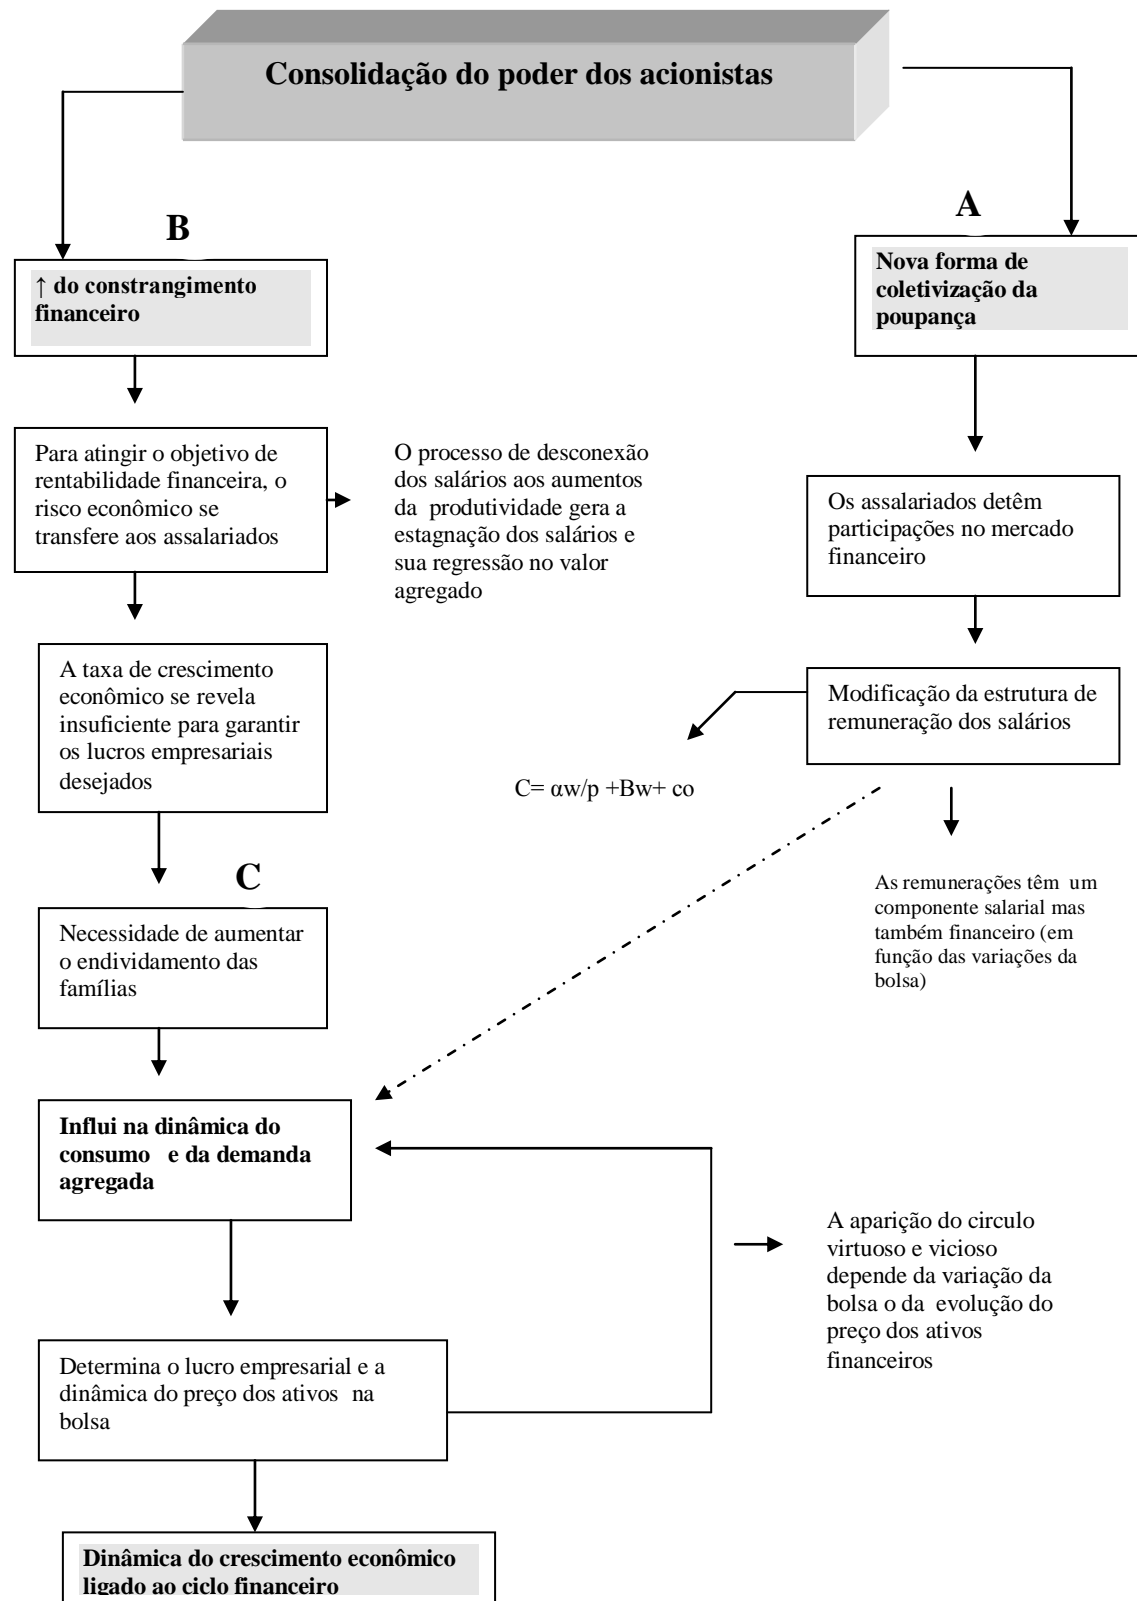 Consolidação do poder dos acionistas
B
A
↑ do constrangimento
financeiro
Nova forma de
coletivização da
poupança
Para atingir o objetivo de
rentabilidade financeira, o
risco econômico se
transfere aos assalariados
O processo de desconexão
dos salários aos aumentos
da produtividade gera a
estagnação dos salários e
sua regressão no valor
agregado
Os assalariados detêm
participações no mercado
financeiro
A taxa de crescimento
econômico se revela
insuficiente para garantir
os lucros empresariais
desejados
Modificação da estrutura de
remuneração dos salários
C= αw/p +Bw+ co
C
As remunerações têm um
componente salarial mas
também financeiro (em
função das variações da
bolsa)
Necessidade de aumentar
o endividamento das
famílias
Influi na dinâmica do
consumo e da demanda
agregada
A aparição do circulo
virtuoso e vicioso
depende da variação da
bolsa o da evolução do
preço dos ativos
financeiros
Determina o lucro empresarial e a
dinâmica do preço dos ativos na
bolsa
Dinâmica do crescimento econômico
ligado ao ciclo financeiro